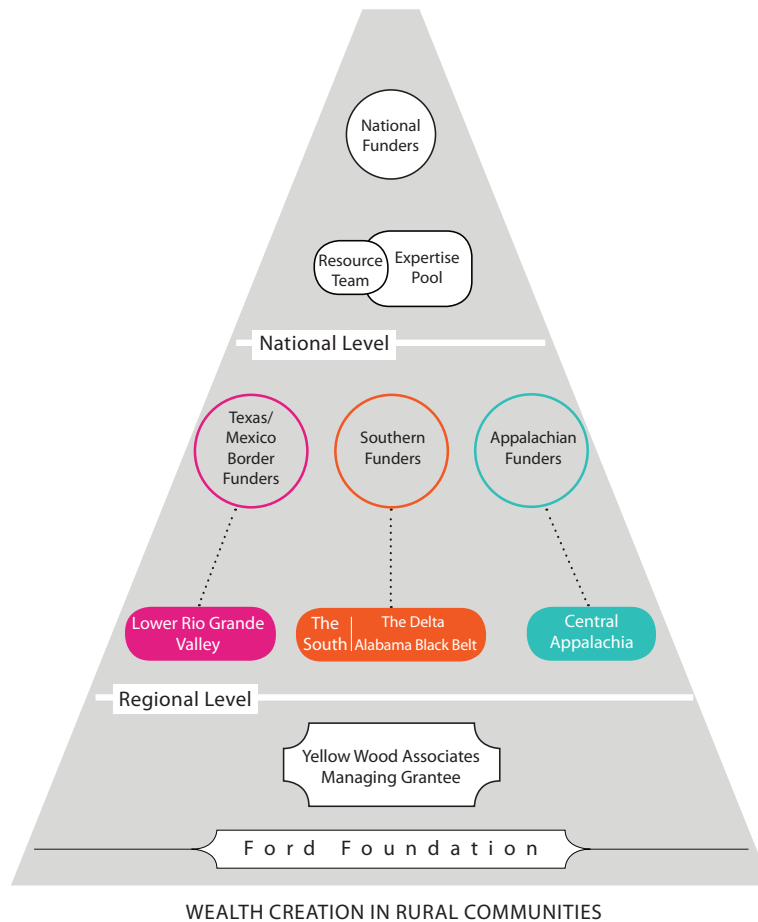 National
Funders
Resource
Team
Expertise
Pool
National Level
Texas/
Mexico
Border
Funders
Southern
Funders
Appalachian
Funders
Lower Rio Grande
Valley
The
South
The Delta
Alabama Black Belt
Central
Appalachia
Regional Level
Yellow Wood Associates
Managing Grantee
Ford Foundation
WEALTH CREATION IN RURAL COMMUNITIES